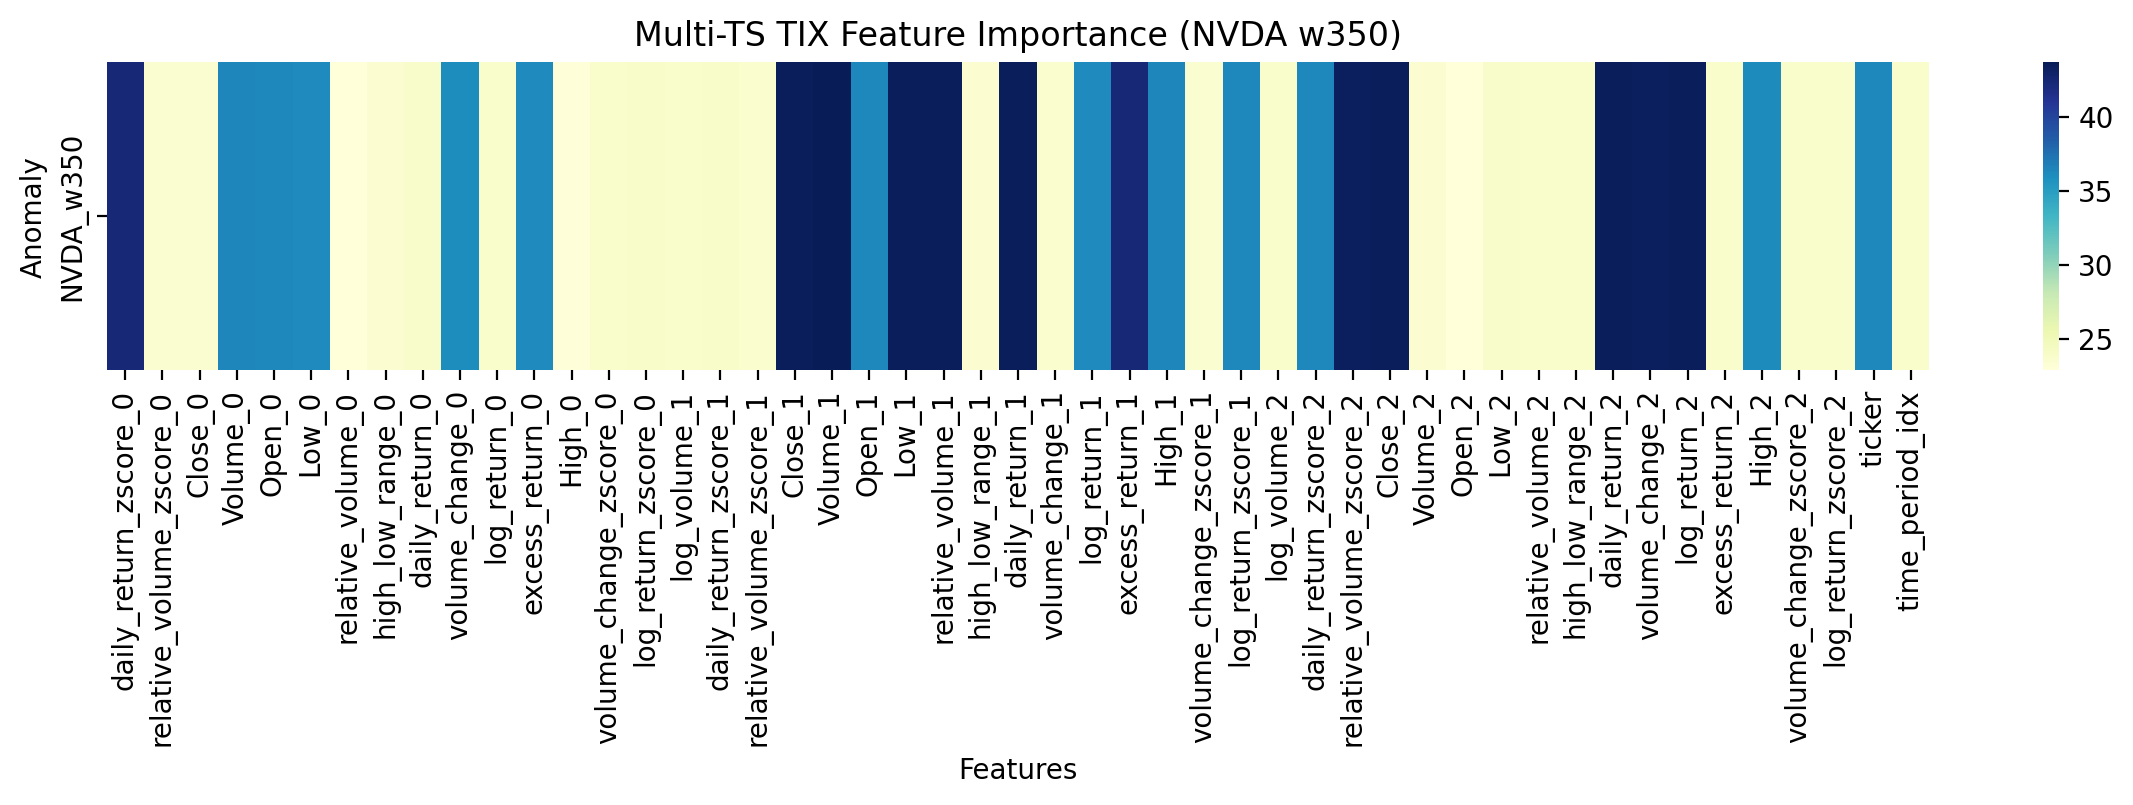 Multi-TS TIX Feature Importance (NVDA w350)
Anomaly
NVDA_w350
40
35
30
25
daily_return_zscore_0
relative_volume_zscore_0
Close_0
Volume_0
Open_0
Low_0
relative_volume_0
high_low_range_0
daily_return_0
volume_change_0
log_return_0
excess_return_0
High_0
volume_change_zscore_0
log_return_zscore_0
log_volume_1
daily_return_zscore_1
relative_volume_zscore_1
Close_1
Volume_1
Open_1
Low_1
relative_volume_1
high_low_range_1
daily_return_1
volume_change_1
log_return_1
excess_return_1
High_1
volume_change_zscore_1
log_return_zscore_1
log_volume_2
daily_return_zscore_2
relative_volume_zscore_2
Close_2
Volume_2
Open_2
Low_2
relative_volume_2
high_low_range_2
daily_return_2
volume_change_2
log_return_2
excess_return_2
High_2
volume_change_zscore_2
log_return_zscore_2
ticker
time_period_idx
Features